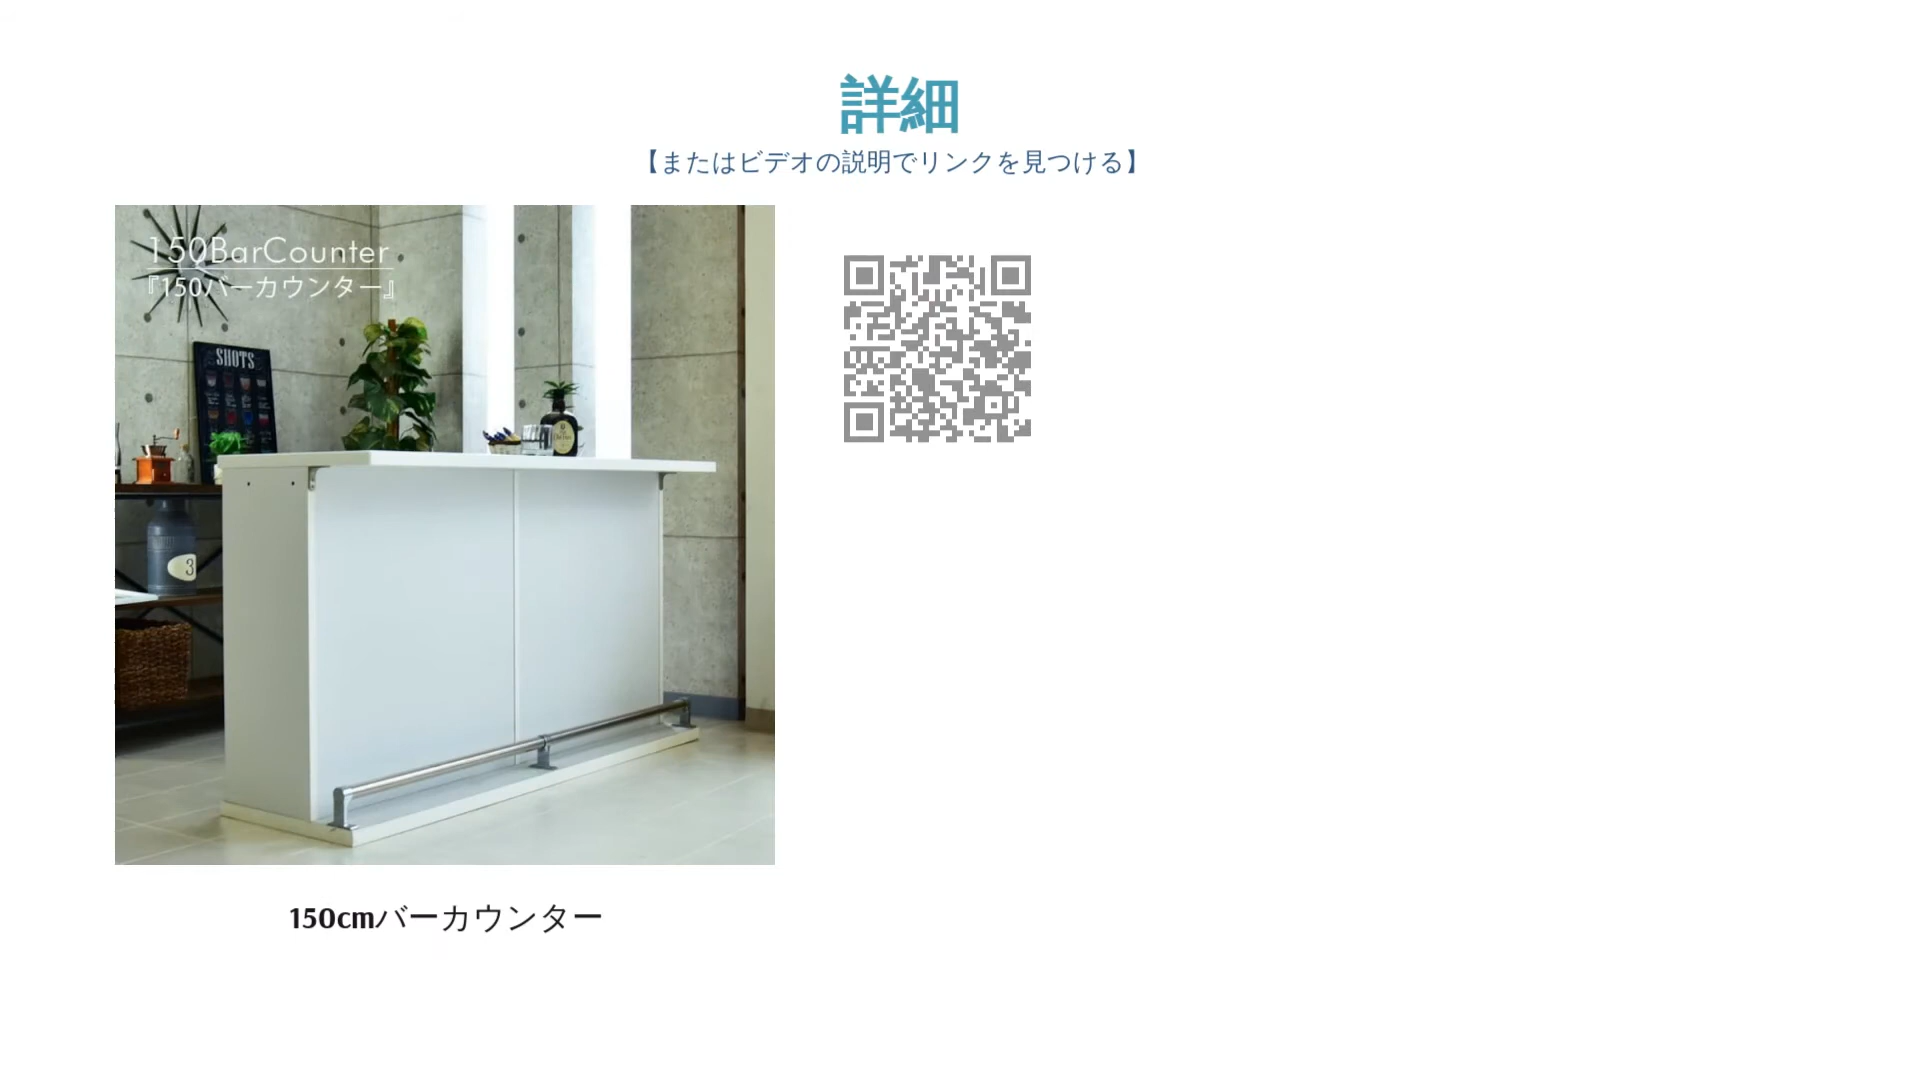 詳細
【またはビデオの説明でリンクを見つける】
150BarCounter
『150バーカウンター』
SHOTS
3
150cmバーカウンター